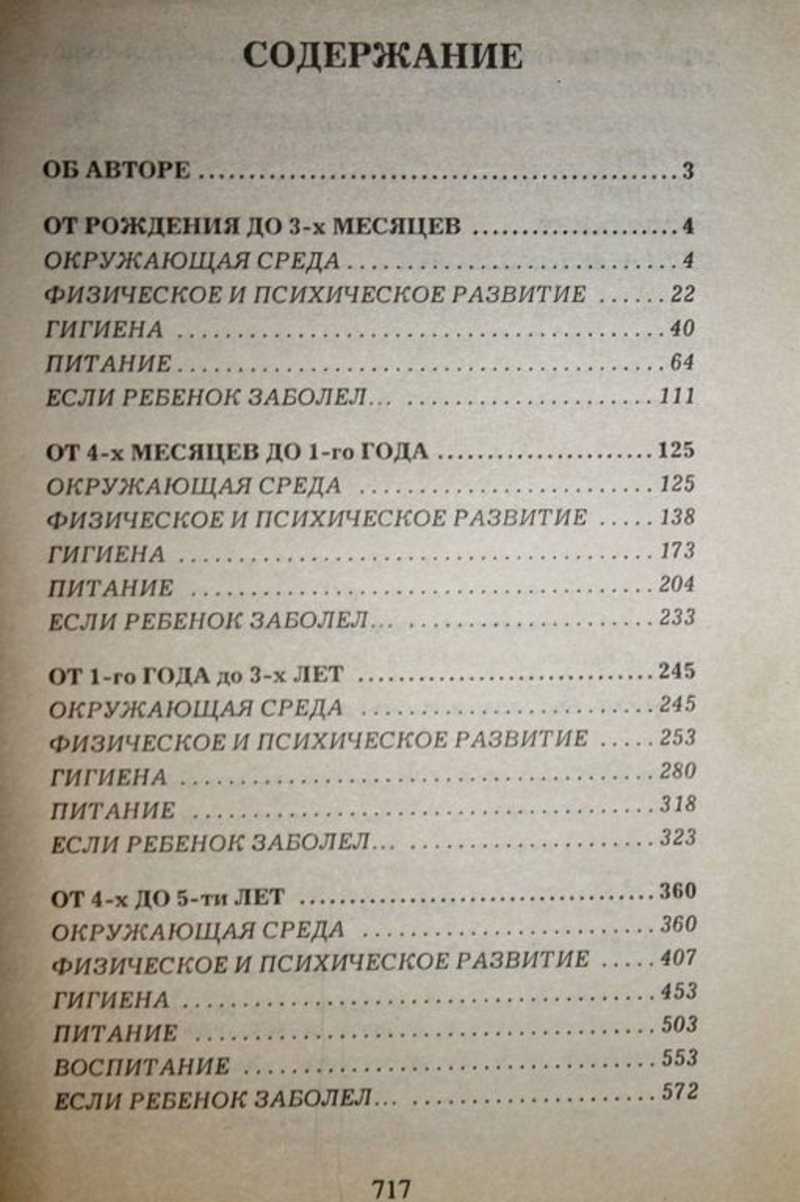 СОДЕРЖАНИЕ
ОБ АВТОРЕ ................................................ 3
ОТ РОЖДЕНИЯ ДО 3-х МЕСЯЦЕВ ..................... 4
ОКРУЖАЮЩАЯ СРЕДА ................................ 4
ФИЗИЧЕСКОЕ И ПСИХИЧЕСКОЕ РАЗВИТИЕ ...... 22
ГИГИЕНА ................................................ 40
ПИТАНИЕ ................................................ 64
ЕСЛИ РЕБЕНОК ЗАБОЛЕЛ... ........................ 111
ОТ 4-х МЕСЯЦЕВ ДО 1-го ГОДА ...................... 125
ОКРУЖАЮЩАЯ СРЕДА .............................. 125
ФИЗИЧЕСКОЕ И ПСИХИЧЕСКОЕ РАЗВИТИЕ ..... 138
ГИГИЕНА ................................................ 173
ПИТАНИЕ ............................................... 204
ЕСЛИ РЕБЕНОК ЗАБОЛЕЛ... ........................ 233
ОТ 1-го ГОДА до 3-х ЛЕТ .............................. 245
ОКРУЖАЮЩАЯ СРЕДА .............................. 245
ФИЗИЧЕСКОЕ И ПСИХИЧЕСКОЕ РАЗВИТИЕ ..... 253
ГИГИЕНА ................................................ 280
ПИТАНИЕ ............................................... 318
ЕСЛИ РЕБЕНОК ЗАБОЛЕЛ... ........................ 323
ОТ 4-х ДО 5-ти ЛЕТ .................................... 360
ОКРУЖАЮЩАЯ СРЕДА .............................. 360
ФИЗИЧЕСКОЕ И ПСИХИЧЕСКОЕ РАЗВИТИЕ ..... 407
ГИГИЕНА ................................................ 453
ПИТАНИЕ ............................................... 503
ВОСПИТАНИЕ .......................................... 553
ЕСЛИ РЕБЕНОК ЗАБОЛЕЛ... ........................ 572
717